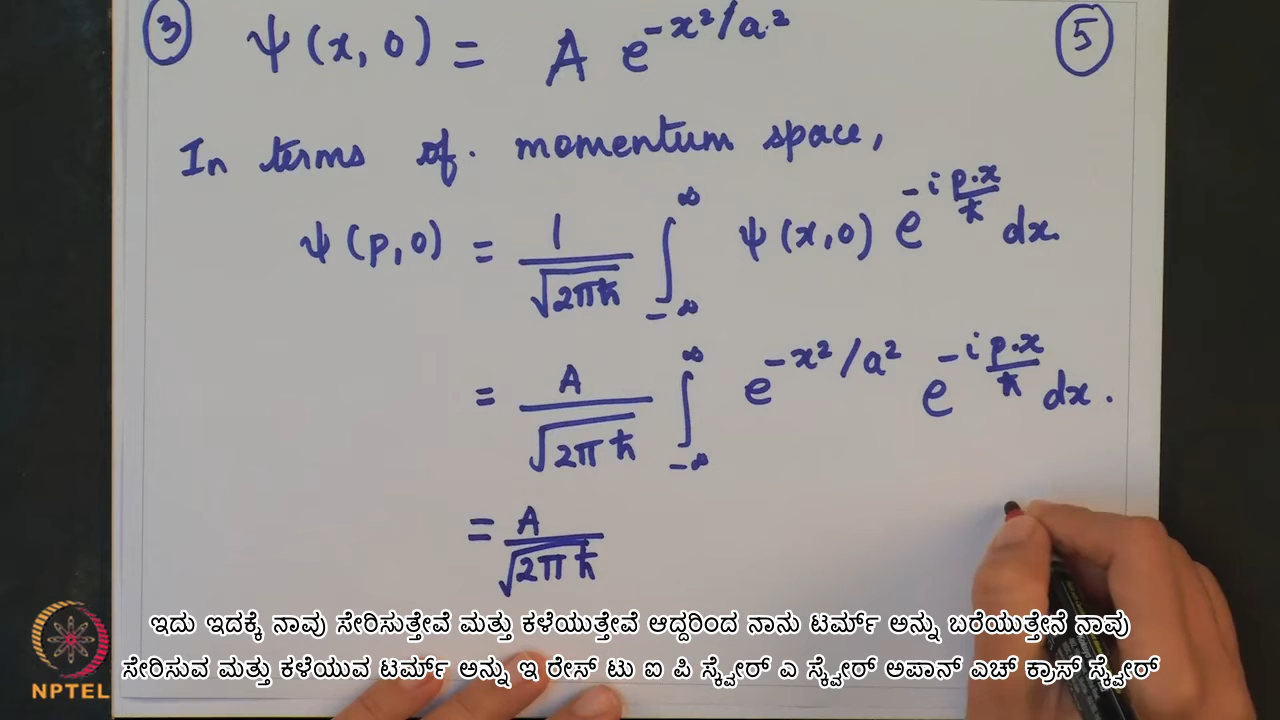 ③ ψ(x,0) = A e^{-x²/a²} ⑤
In terms of. momentum space,
ψ(p,0) = 1/√(2πħ) ∫_{-∞}^{∞} ψ(x,0) e^{-i p.x/ħ} dx.
= A/√(2πħ) ∫_{-∞}^{∞} e^{-x²/a²} e^{-i p.x/ħ} dx.
= A/√(2πħ)
ಇದು ಇದಕ್ಕೆ ನಾವು ಸೇರಿಸುತ್ತೇವೆ ಮತ್ತು ಕಳೆಯುತ್ತೇವೆ ಆದ್ದರಿಂದ ನಾನು ಟರ್ಮ್ ಅನ್ನು ಬರೆಯುತ್ತೇನೆ ನಾವು
ಸೇರಿಸುವ ಮತ್ತು ಕಳೆಯುವ ಟರ್ಮ್ ಅನ್ನು ಇ ರೇಸ್ ಟು ಐ ಪಿ ಸ್ಕ್ವೇರ್ ಎ ಸ್ಕ್ವೇರ್ ಅಪಾನ್ ಎಚ್ ಕ್ರಾಸ್ ಸ್ಕ್ವೇರ್
NPTEL